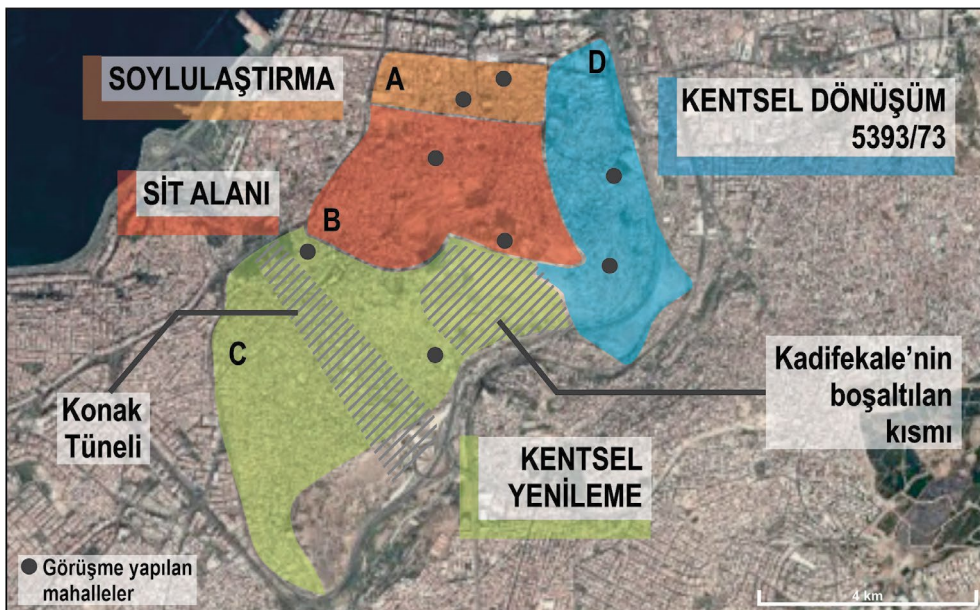 SOYLULAŞTIRMA
A
D
KENTSEL DÖNÜŞÜM
5393/73
SİT ALANI
B
C
Konak
Tüneli
Kadifekale’nin
boşaltılan
kısmı
KENTSEL
YENİLEME
Görüşme yapılan
mahalleler
4 km